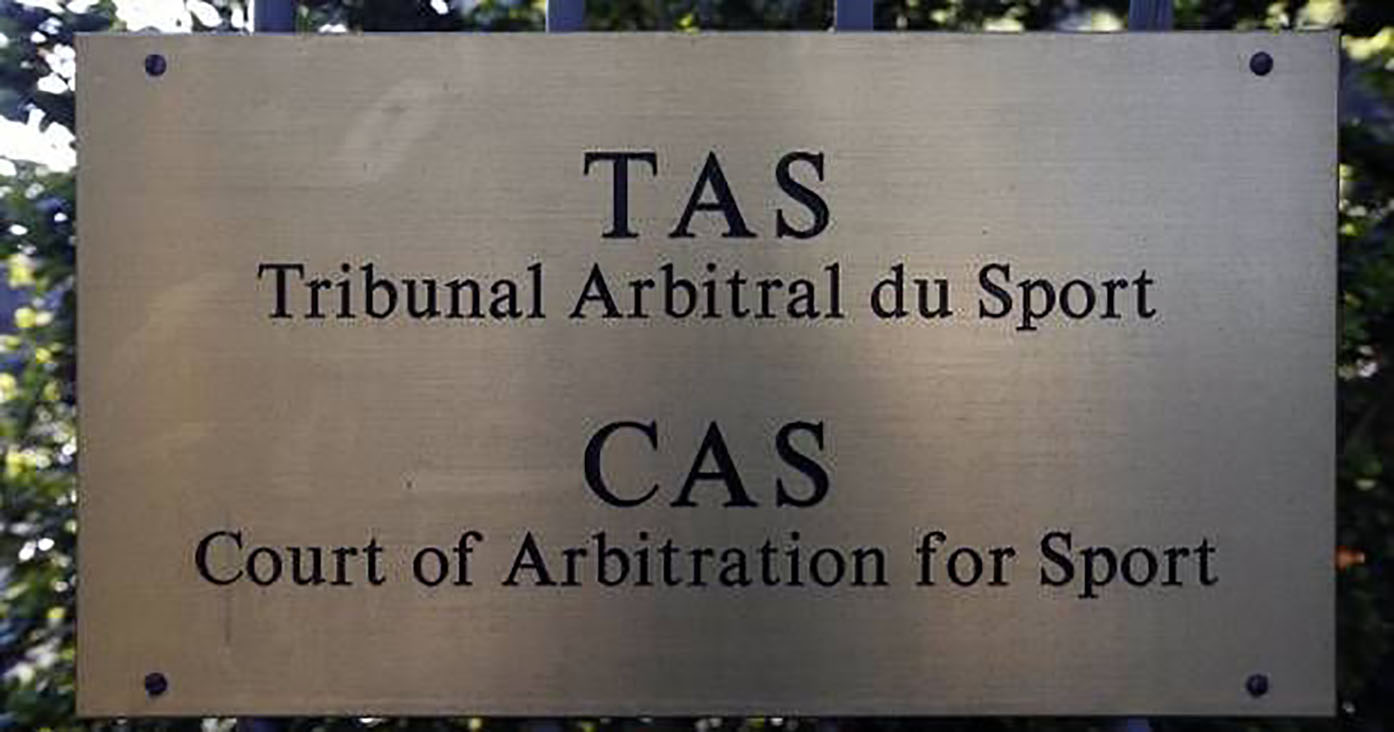 TAS
Tribunal Arbitral du Sport
CAS
Court of Arbitration for Sport